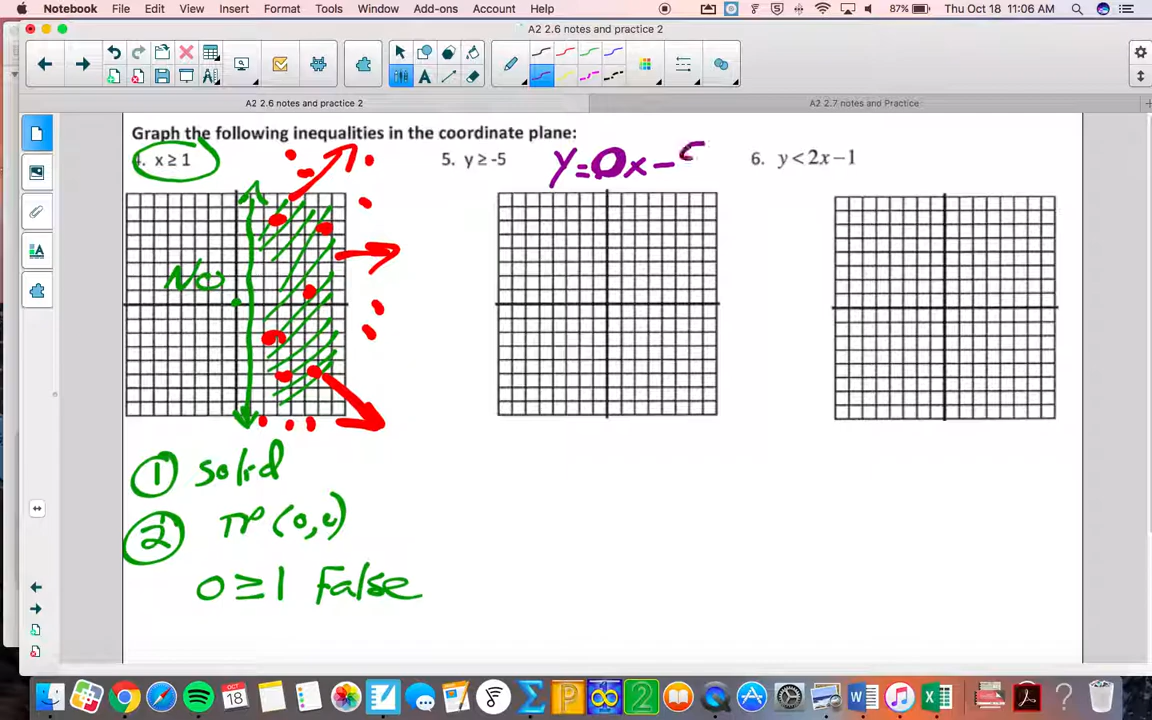 Notebook File Edit View Insert Format Tools Window Add-ons Account Help 87% Thu Oct 18 11:06 AM
A2 2.6 notes and practice 2
A2 2.6 notes and practice 2
A2 2.7 notes and Practice
Graph the following inequalities in the coordinate plane:
4. x ≥ 1
5. y ≥ -5
y=0x-
6. y < 2x − 1
NO
① solid
② TP (0,0)
0≥1 False
OCT
18